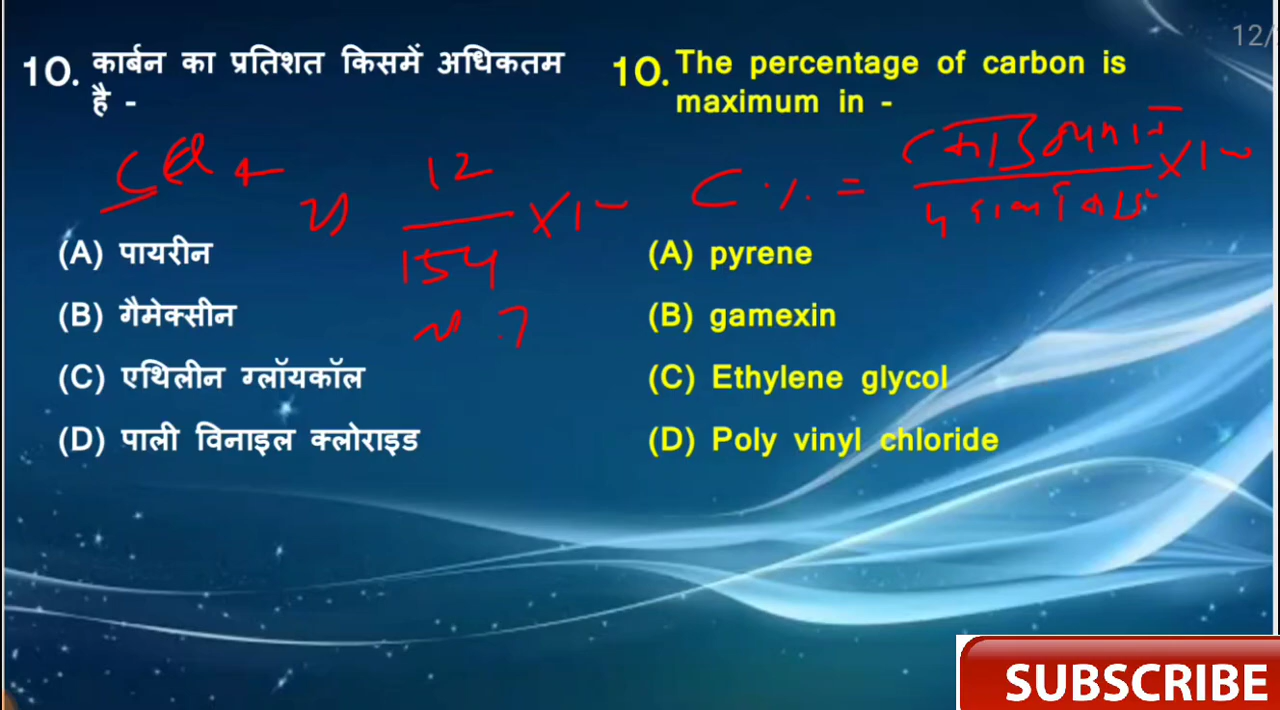 12/
10. कार्बन का प्रतिशत किसमें अधिकतम
है -
(A) पायरीन
(B) गैमेक्सीन
(C) एथिलीन ग्लॉयकॉल
(D) पाली विनाइल क्लोराइड
10. The percentage of carbon is
maximum in -
(A) pyrene
(B) gamexin
(C) Ethylene glycol
(D) Poly vinyl chloride
CCl4
12
154
C % =
SUBSCRIBE